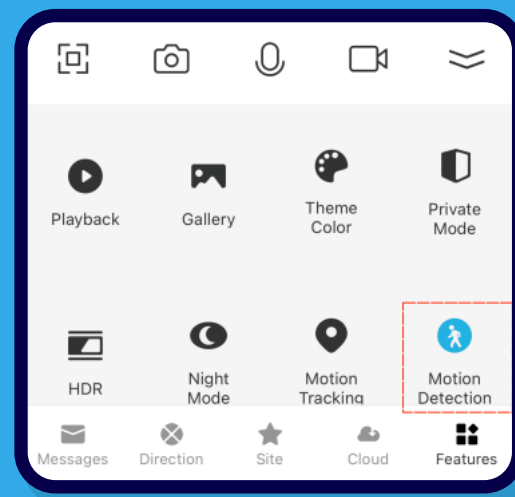 Playback
Gallery
Theme
Color
Private
Mode
HDR
Night
Mode
Motion
Tracking
Motion
Detection
Messages
Direction
Site
Cloud
Features